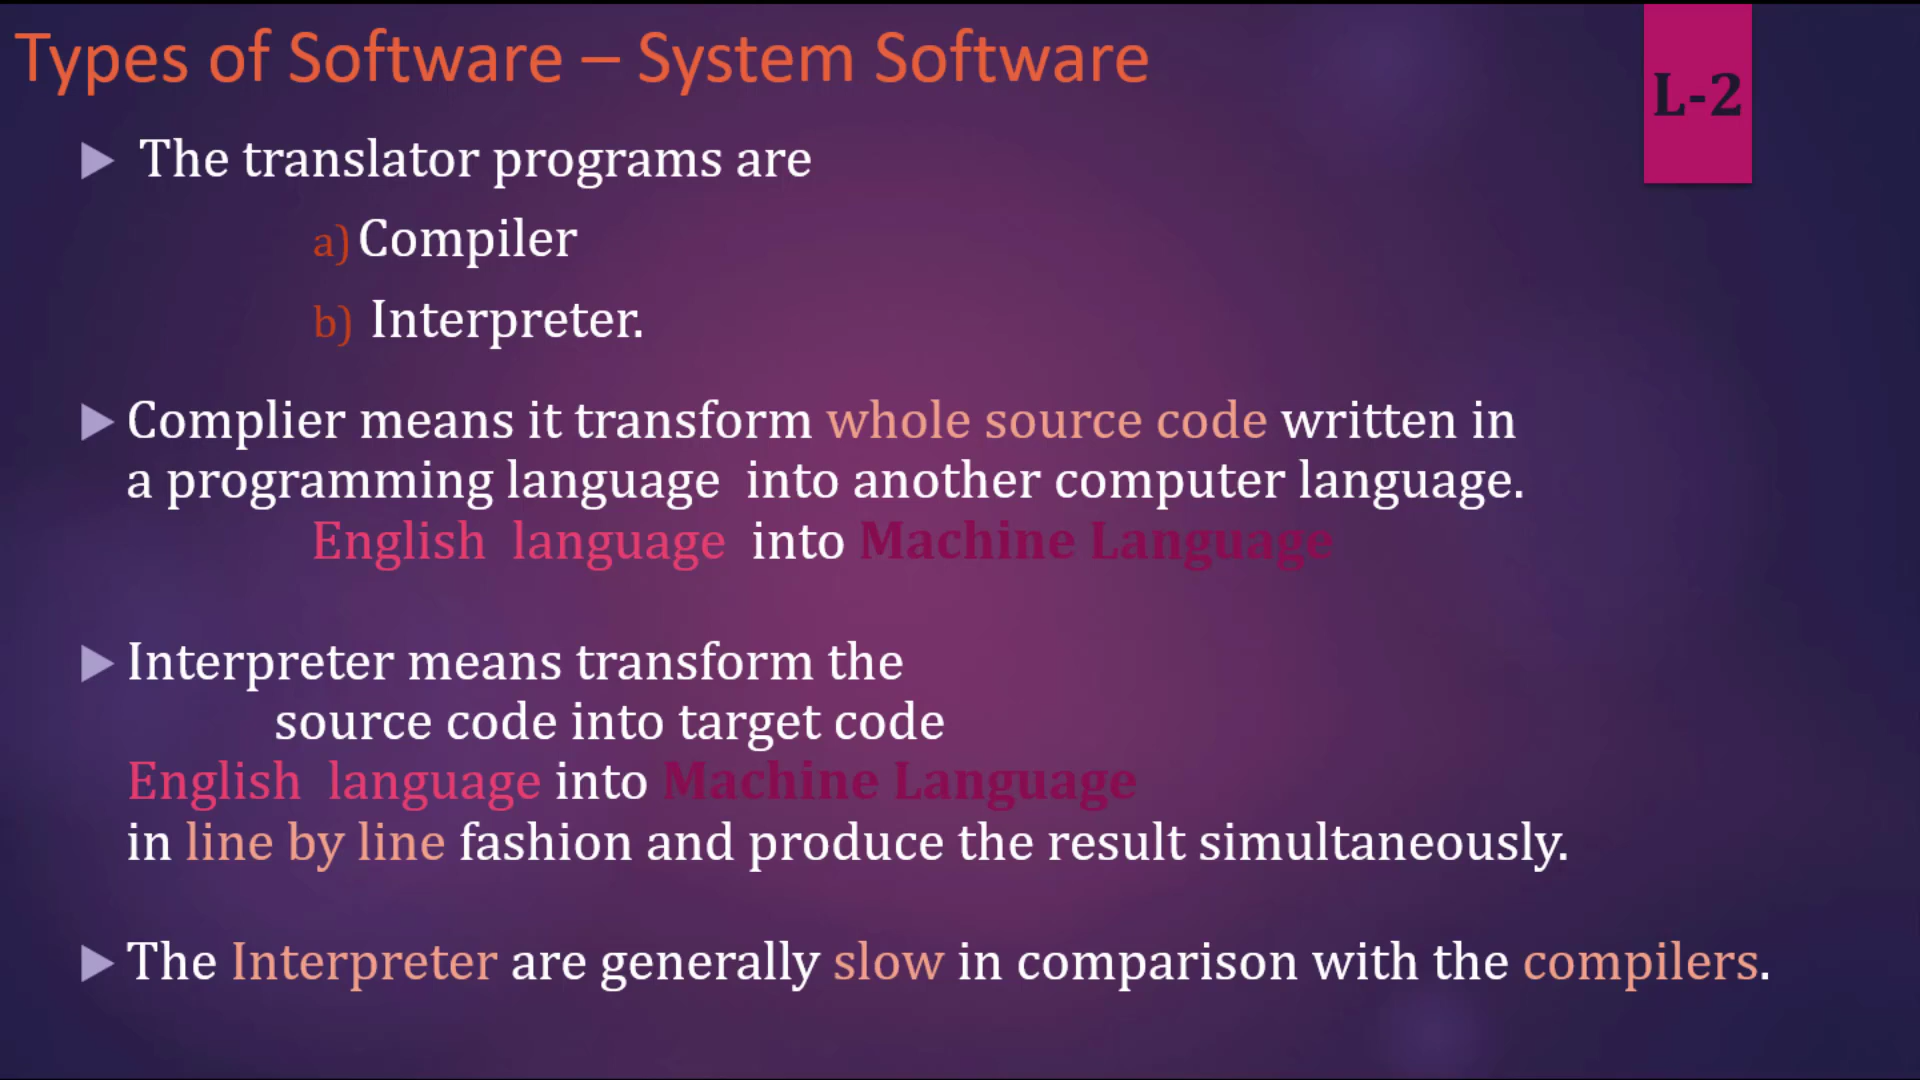 Types of Software – System Software
L-2
The translator programs are
a) Compiler
b) Interpreter.
Complier means it transform whole source code written in
a programming language into another computer language.
English language into Machine Language
Interpreter means transform the
source code into target code
English language into Machine Language
in line by line fashion and produce the result simultaneously.
The Interpreter are generally slow in comparison with the compilers.